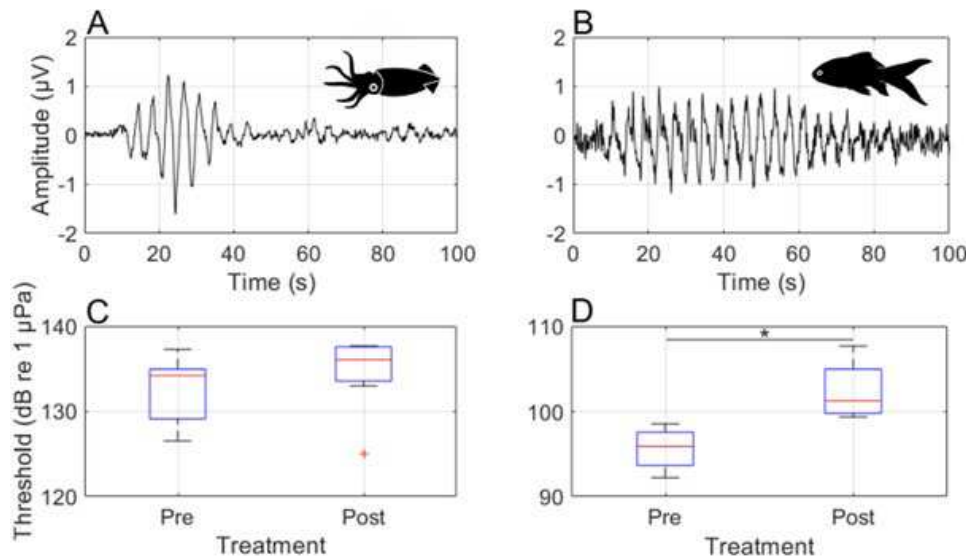 A
B
2
1
0
-1
-2
Amplitude (µV)
0 20 40 60 80 100
Time (s)
2
1
0
-1
-2
0 20 40 60 80 100
Time (s)
C
D
140
130
120
Threshold (dB re 1 µPa)
Pre Post
Treatment
110
100
90
*
Pre Post
Treatment